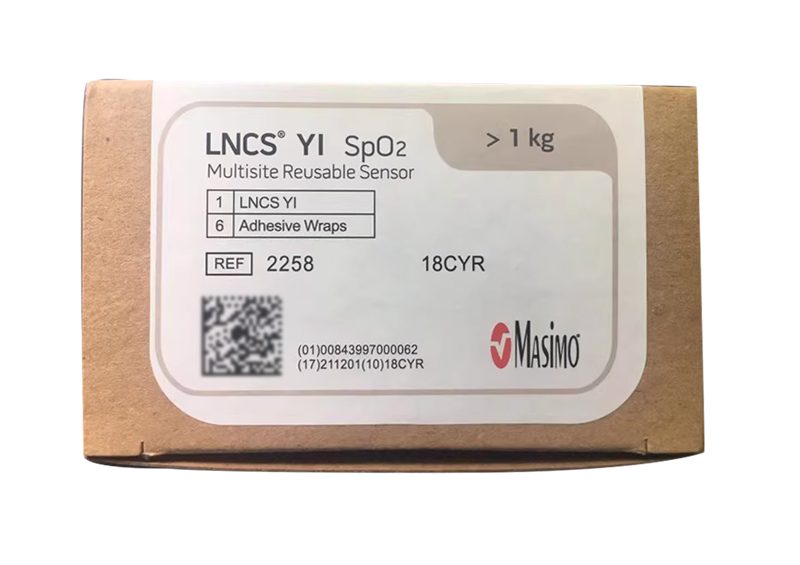 LNCS® YI SpO2
> 1 kg
Multisite Reusable Sensor
1 LNCS YI
6 Adhesive Wraps
REF 2258 18CYR
(01)00843997000062
(17)211201(10)18CYR
Masimo